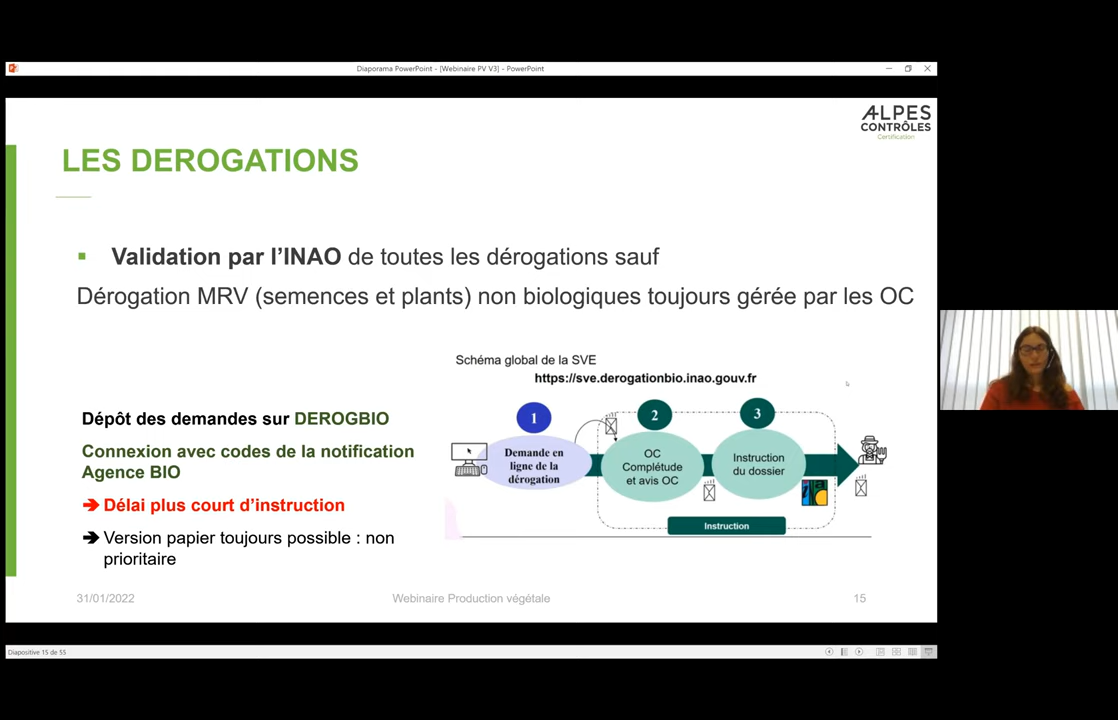 Diaporama PowerPoint - [Webinaire PV V3] - PowerPoint
ALPES
CONTRÔLES
Certification
LES DEROGATIONS
Validation par l'INAO de toutes les dérogations sauf
Dérogation MRV (semences et plants) non biologiques toujours gérée par les OC
Schéma global de la SVE
https://sve.derogationbio.inao.gouv.fr
Dépôt des demandes sur DEROGBIO
Connexion avec codes de la notification
Agence BIO
Délai plus court d'instruction
Version papier toujours possible : non
prioritaire
1
Demande en
ligne de la
dérogation
2
OC
Complétude
et avis OC
3
Instruction
du dossier
Instruction
31/01/2022
Webinaire Production végétale
15
Diapositive 15 de 55